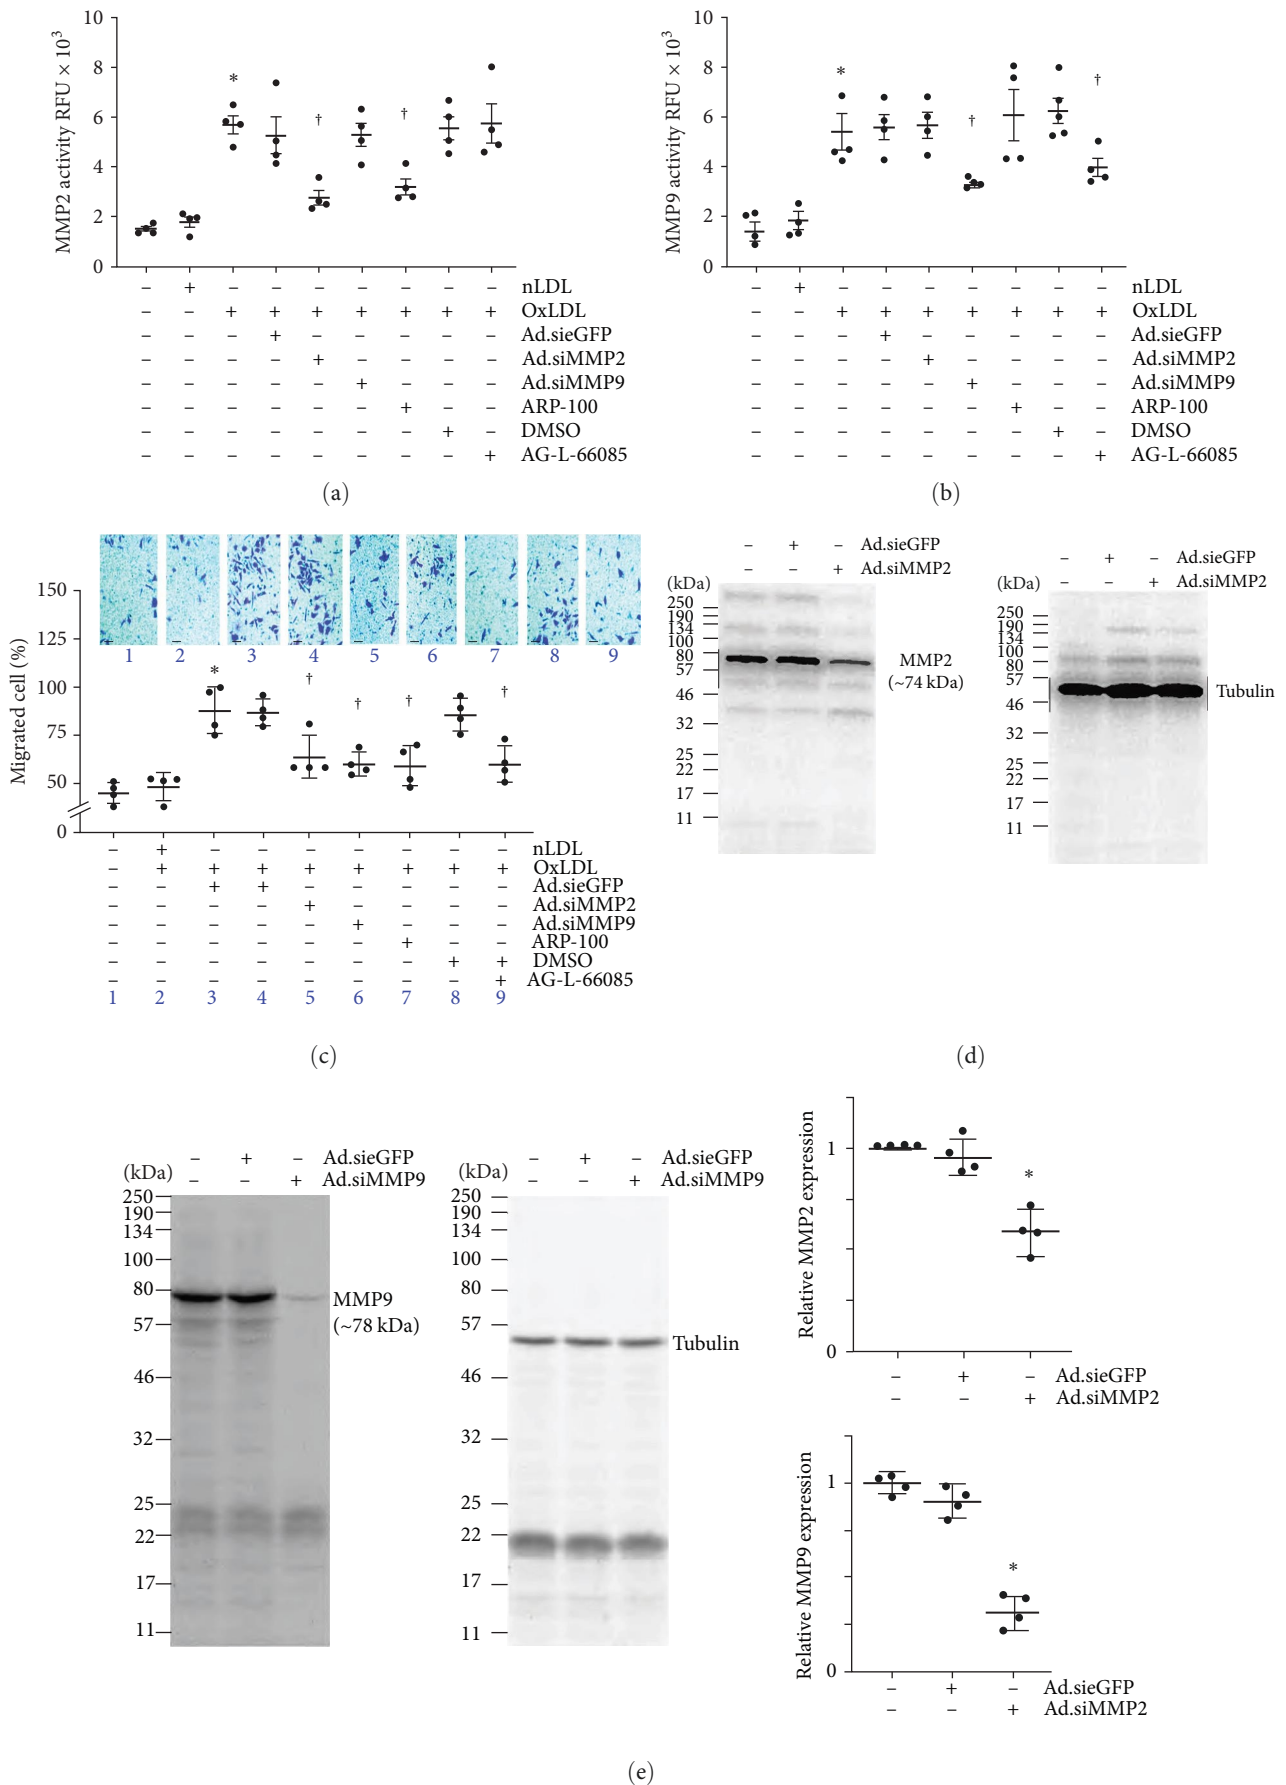 10
8
6
4
2
0
MMP2 activity RFU × 10³
*
†
†
– – – – – – – – –
– + – – – – – – – nLDL
– – + + + + + + + OxLDL
– – – + – – – – – Ad.sieGFP
– – – – + – – – – Ad.siMMP2
– – – – – + – – – Ad.siMMP9
– – – – – – + – – ARP-100
– – – – – – – + – DMSO
– – – – – – – – + AG-L-66085
(a)
10
8
6
4
2
0
MMP9 activity RFU × 10³
*
†
†
– + – – – – – – – nLDL
– – + + + + + + + OxLDL
– – – + – – – – – Ad.sieGFP
– – – – + – – – – Ad.siMMP2
– – – – – + – – – Ad.siMMP9
– – – – – – + – – ARP-100
– – – – – – – + – DMSO
– – – – – – – – + AG-L-66085
(b)
1 2 3 4 5 6 7 8 9
150
125
100
75
50
0
Migrated cell (%)
*
†
†
†
†
– + – – – – – – – nLDL
– + + + + + + + + OxLDL
– – + + – – – – – Ad.sieGFP
– – – – + – – – – Ad.siMMP2
– – – – – + – – – Ad.siMMP9
– – – – – – + – – ARP-100
– – – – – – – + + DMSO
– – – – – – – – + AG-L-66085
1 2 3 4 5 6 7 8 9
(c)
– + – Ad.sieGFP
– – + Ad.siMMP2
(kDa)
250
190
134
100
80
57
46
32
25
22
17
11
MMP2
(~74 kDa)
– + – Ad.sieGFP
– – + Ad.siMMP2
(kDa)
250
190
134
100
80
57
46
32
25
22
17
11
Tubulin
(d)
– + – Ad.sieGFP
– – + Ad.siMMP9
(kDa)
250
190
134
100
80
57
46
32
25
22
17
11
MMP9
(~78 kDa)
– + – Ad.sieGFP
– – + Ad.siMMP9
(kDa)
250
190
134
100
80
57
46
32
25
22
17
11
Tubulin
Relative MMP2 expression
1
0
*
– + – Ad.sieGFP
– – + Ad.siMMP2
Relative MMP9 expression
1
0
*
– + – Ad.sieGFP
– – + Ad.siMMP2
(e)